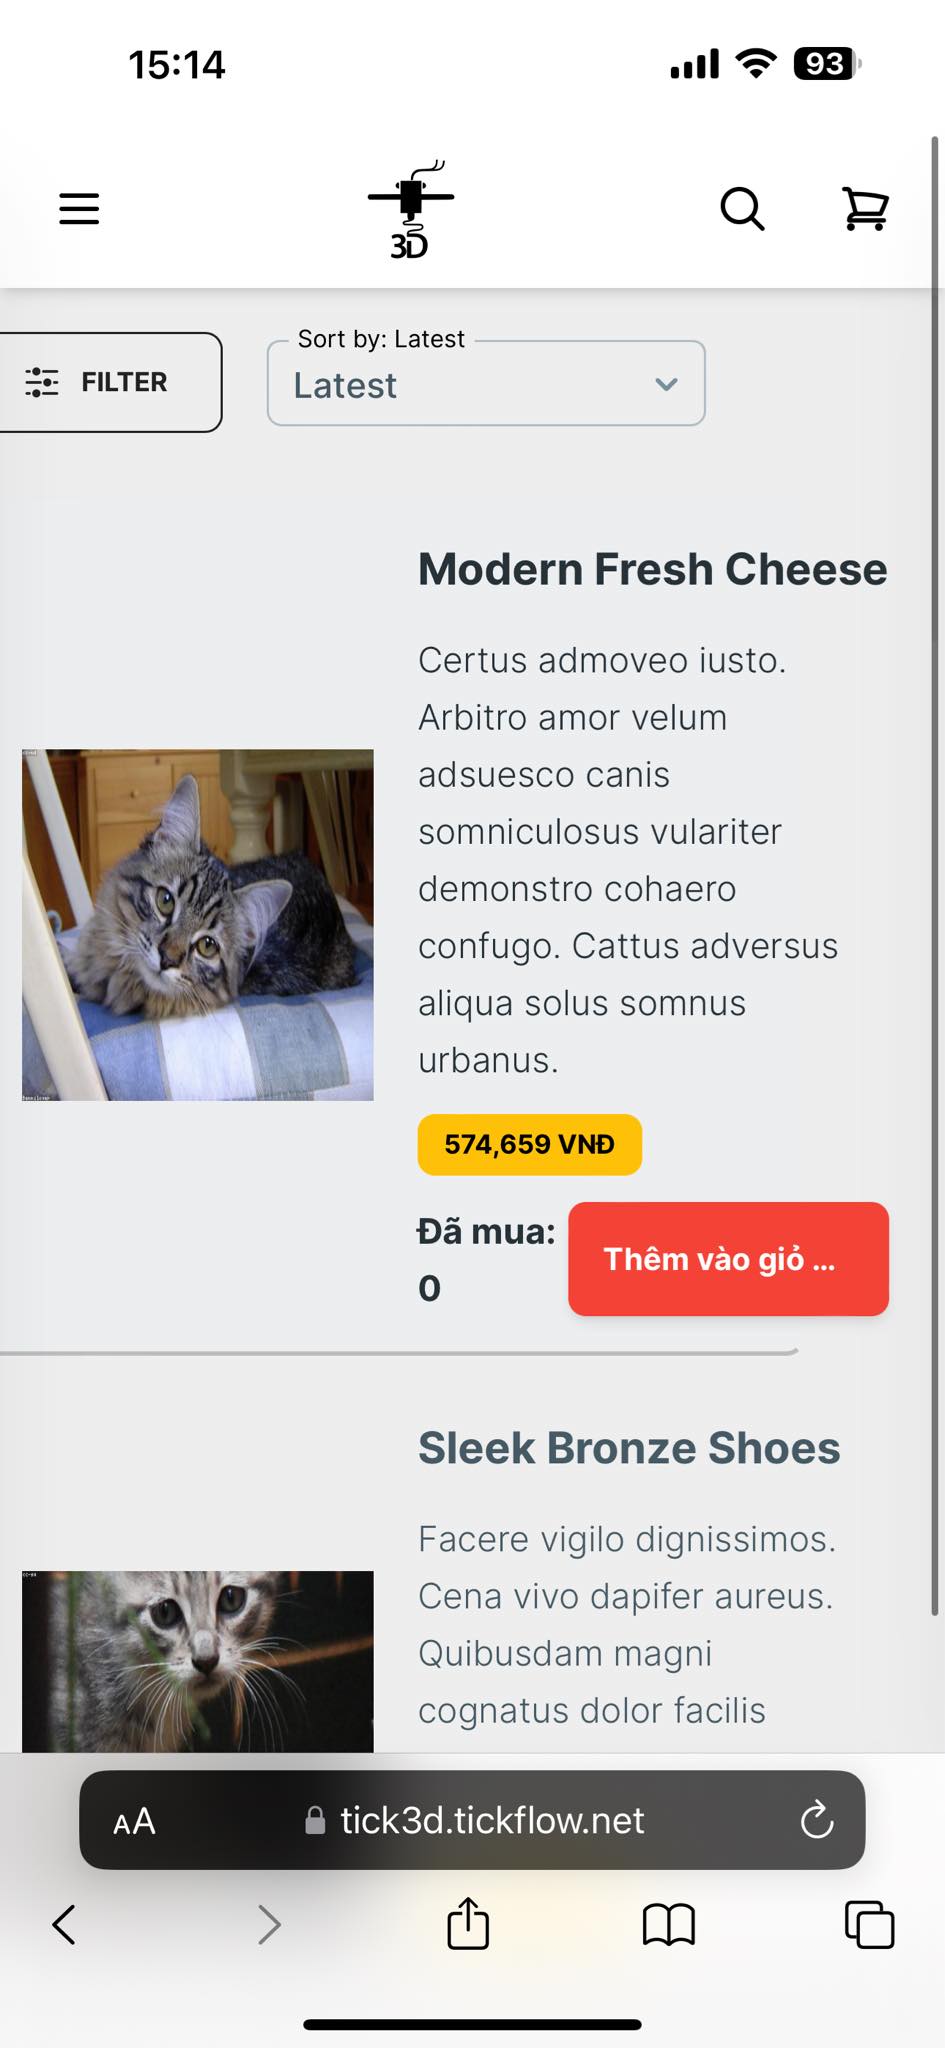 15:14
93
3D
FILTER
Sort by: Latest
Latest
Modern Fresh Cheese
Certus admoveo iusto.
Arbitro amor velum
adsuesco canis
somniculosus vulariter
demonstro cohaero
confugo. Cattus adversus
aliqua solus somnus
urbanus.
574,659 VNĐ
Đã mua:
0
Thêm vào giỏ ...
Sleek Bronze Shoes
Facere vigilo dignissimos.
Cena vivo dapifer aureus.
Quibusdam magni
cognatus dolor facilis
AA
tick3d.tickflow.net